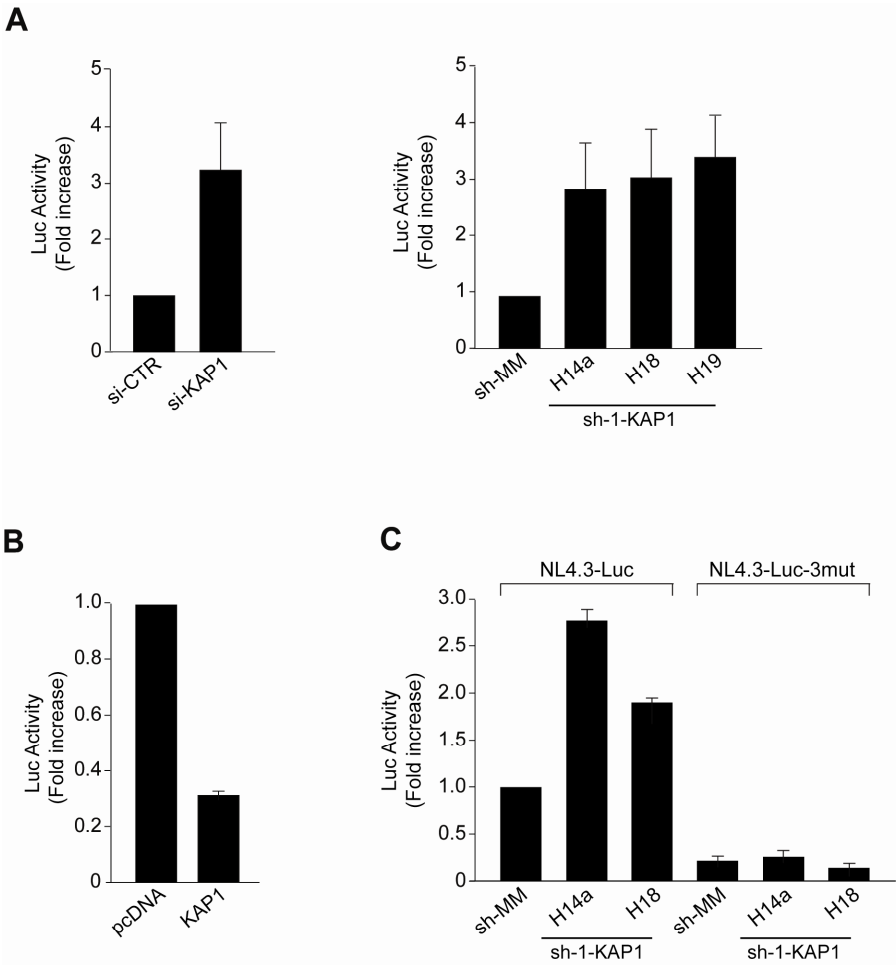 A
Luc Activity
(Fold increase)
5
4
3
2
1
0
si-CTR
si-KAP1
Luc Activity
(Fold increase)
5
4
3
2
1
0
sh-MM
H14a
H18
H19
sh-1-KAP1
B
Luc Activity
(Fold increase)
1.0
0.8
0.6
0.4
0.2
0
pcDNA
KAP1
C
NL4.3-Luc
NL4.3-Luc-3mut
Luc Activity
(Fold increase)
3.0
2.5
2.0
1.5
1.0
0.5
0
sh-MM
H14a
H18
sh-MM
H14a
H18
sh-1-KAP1
sh-1-KAP1